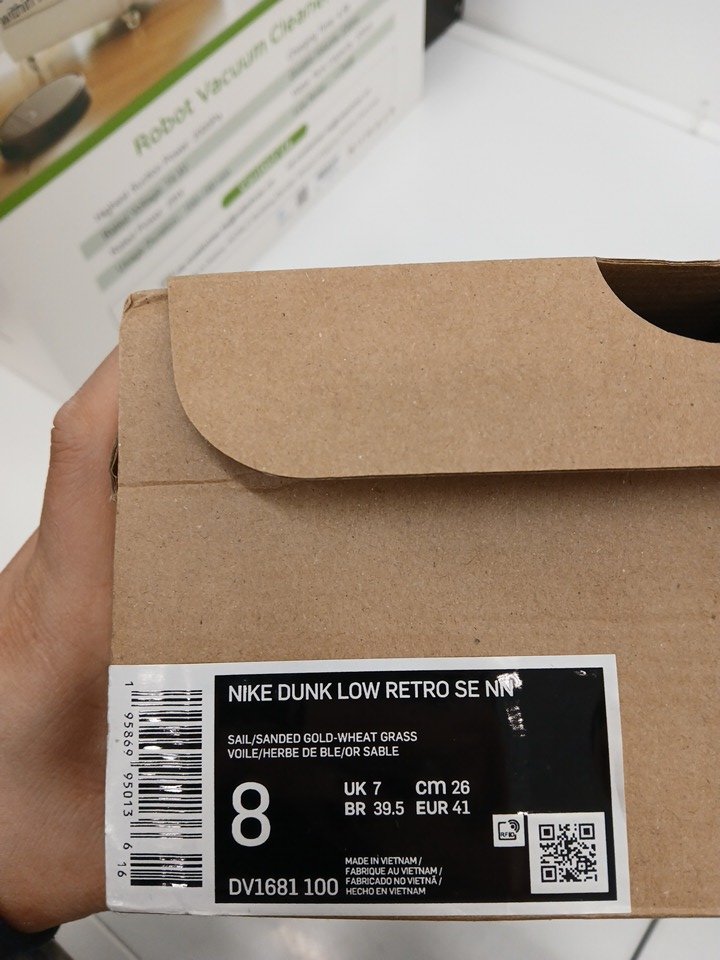 Robot Vacuum Cleaner
NIKE DUNK LOW RETRO SE NN
SAIL/SANDED GOLD-WHEAT GRASS
VOILE/HERBE DE BLE/OR SABLE
8
UK 7 cm 26
BR 39.5 EUR 41
RFID
DV1681 100
MADE IN VIETNAM /
FABRIQUE AU VIETNAM /
FABRICADO NO VIETNÃ /
HECHO EN VIETNAM
1 95869 95013 6 16